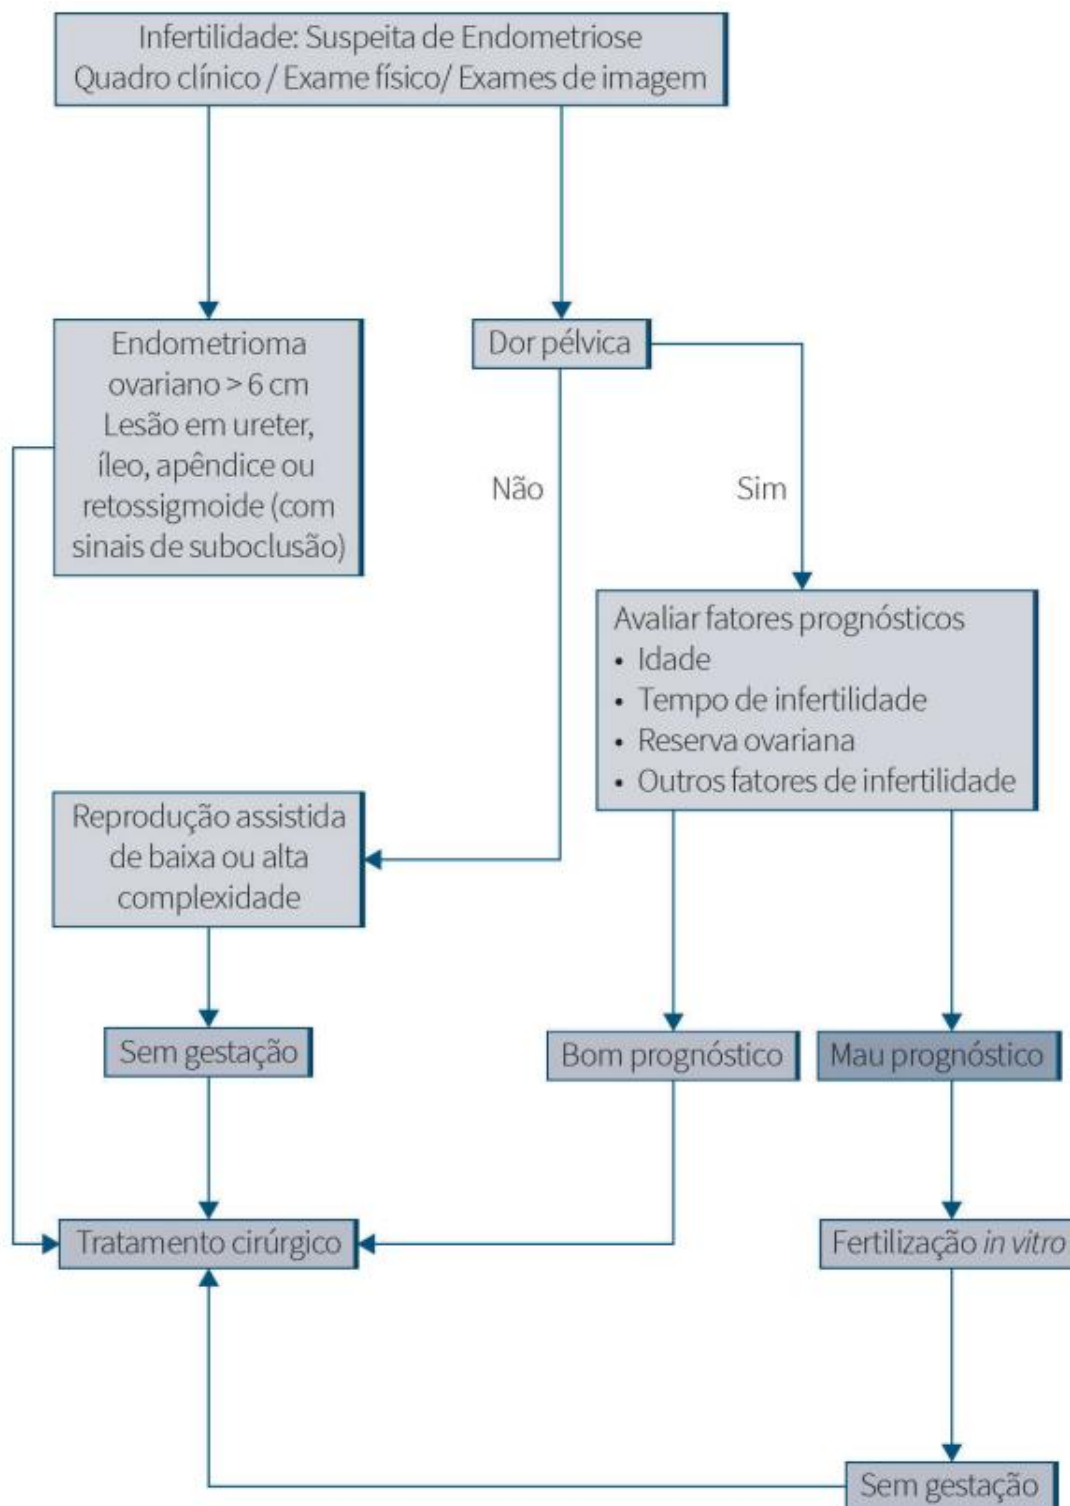 Infertilidade: Suspeita de Endometriose
Quadro clínico / Exame físico/ Exames de imagem
Endometrioma
ovariano > 6 cm
Lesão em ureter,
íleo, apêndice ou
retossigmoide (com
sinais de suboclusão)
Dor pélvica
Não
Sim
Avaliar fatores prognósticos
• Idade
• Tempo de infertilidade
• Reserva ovariana
• Outros fatores de infertilidade
Reprodução assistida
de baixa ou alta
complexidade
Sem gestação
Bom prognóstico
Mau prognóstico
Tratamento cirúrgico
Fertilização in vitro
Sem gestação